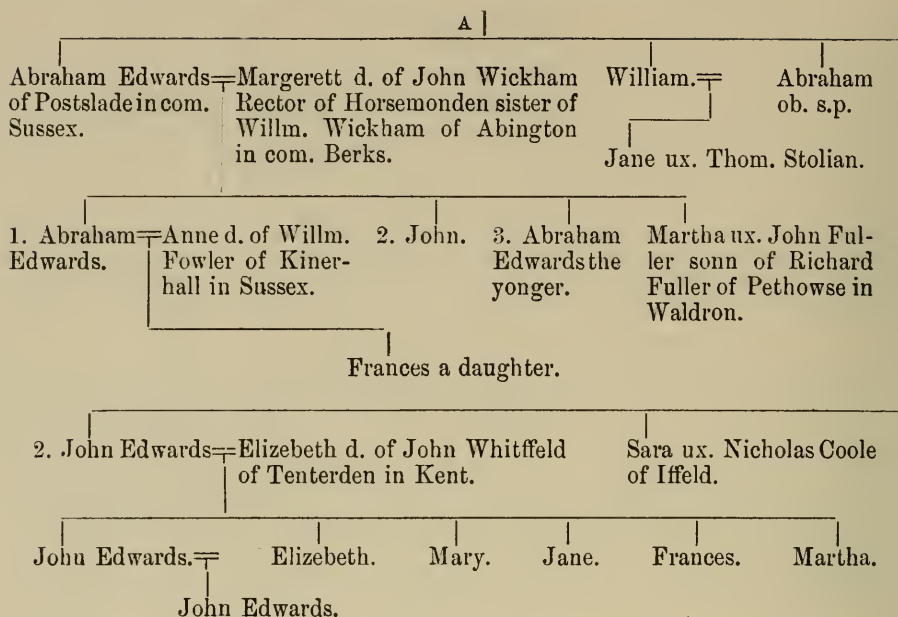 A
Abraham Edwards=Margerett d. of John Wickham
of Postslade in com. Rector of Horsemonden sister of
Sussex. Willm. Wickham of Abington
in com. Berks.
William.=
Abraham
ob. s.p.
Jane ux. Thom. Stolian.
1. Abraham=Anne d. of Willm.
Edwards. Fowler of Kiner-
hall in Sussex.
2. John.
3. Abraham
Edwards the
yonger.
Martha ux. John Ful-
ler sonn of Richard
Fuller of Pethowse in
Waldron.
Frances a daughter.
2. John Edwards=Elizebeth d. of John Whitffeld
of Tenterden in Kent.
Sara ux. Nicholas Coole
of Iffeld.
John Edwards.= Elizebeth. Mary. Jane. Frances. Martha.
John Edwards.